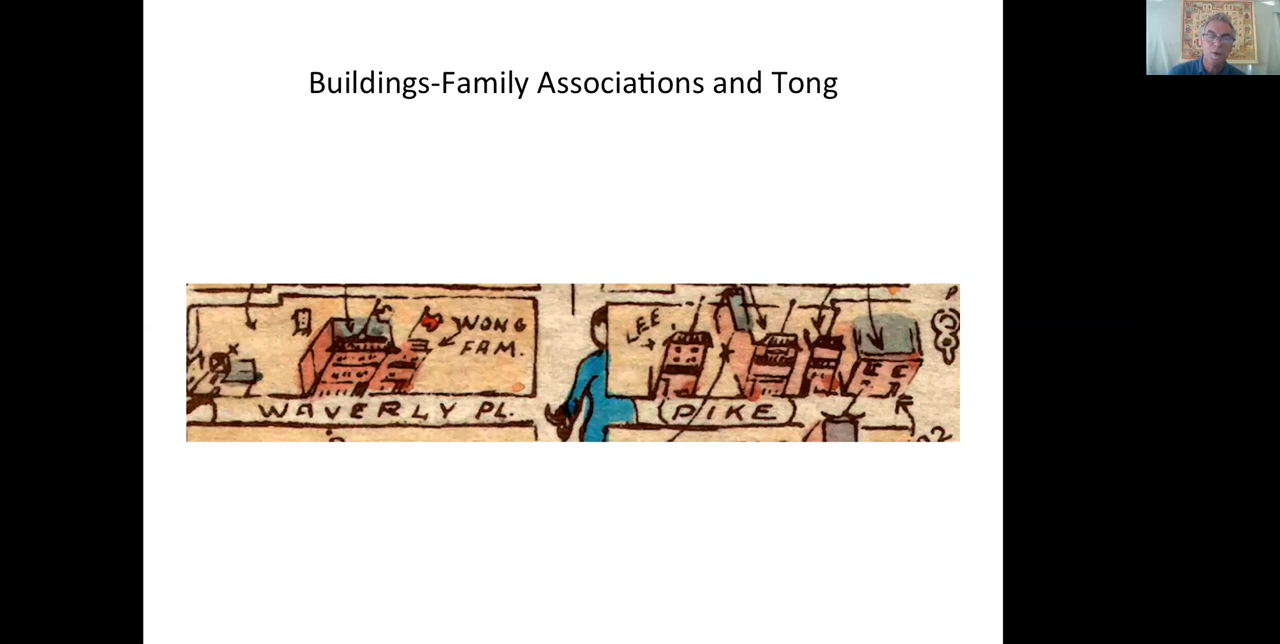 Buildings-Family Associations and Tong
WONG
FAM.
LEE
WAVERLY PL.
(PIKE)